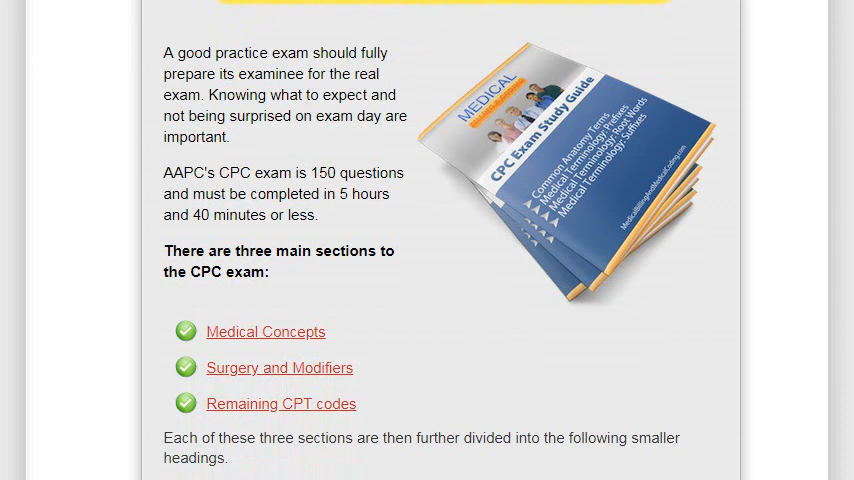 A good practice exam should fully
prepare its examinee for the real
exam. Knowing what to expect and
not being surprised on exam day are
important.
AAPC's CPC exam is 150 questions
and must be completed in 5 hours
and 40 minutes or less.
There are three main sections to
the CPC exam:
MEDICAL
BILLING & CODING
CPC Exam Study Guide
Common Anatomy Terms
Medical Terminology: Prefixes
Medical Terminology: Root Words
Medical Terminology: Suffixes
MedicalBillingAndMedicalCoding.com
Medical Concepts
Surgery and Modifiers
Remaining CPT codes
Each of these three sections are then further divided into the following smaller
headings.